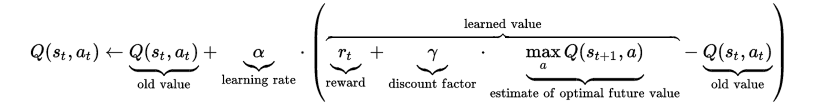 learned value
Q(s_t, a_t) ← Q(s_t, a_t) + α · ( r_t + γ · max_a Q(s_{t+1}, a) − Q(s_t, a_t) )
old value learning rate reward discount factor estimate of optimal future value old value